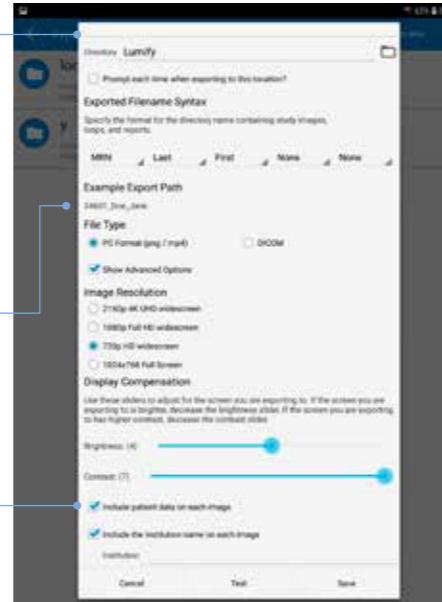 Directory Lumify
Prompt each time when exporting to this location?
Exported Filename Syntax
Specify the format for the directory name containing study images,
loops, and reports.
MRN Last First None None
Example Export Path
File Type
PC Format (png / mp4) DICOM
Show Advanced Options
Image Resolution
2160p 4K UHD widescreen
1080p Full HD widescreen
720p HD widescreen
1024x768 Full Screen
Display Compensation
Use these sliders to adjust for the screen you are exporting to. If the screen you are
exporting to is brighter, decrease the brightness slider. If the screen you are exporting
to has higher contrast, decrease the contrast slider.
Brightness: (4)
Contrast: (7)
Include patient data on each image
Include the institution name on each image
Institution:
Cancel Test Save